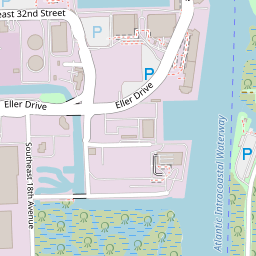 east 32nd Street
P
P
Eller Drive
Eller Drive
Southeast 18th Avenue
Atlantic Intracoastal Waterway
P